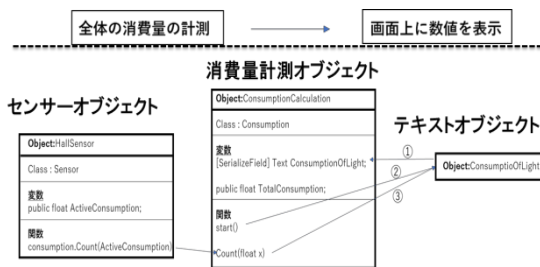 全体の消費量の計測
画面上に数値を表示
消費量計測オブジェクト
センサーオブジェクト
Object:HallSensor
Class : Sensor
変数
public float ActiveConsumption;
関数
consumption.Count(ActiveConsumption)
Object:ConsumptionCalculation
Class : Consumption
変数
[SerializeField] Text ConsumptionOfLight;
public float TotalConsumption;
関数
start()
Count(float x)
テキストオブジェクト
①
②
③
Object:ConsumptioOfLight